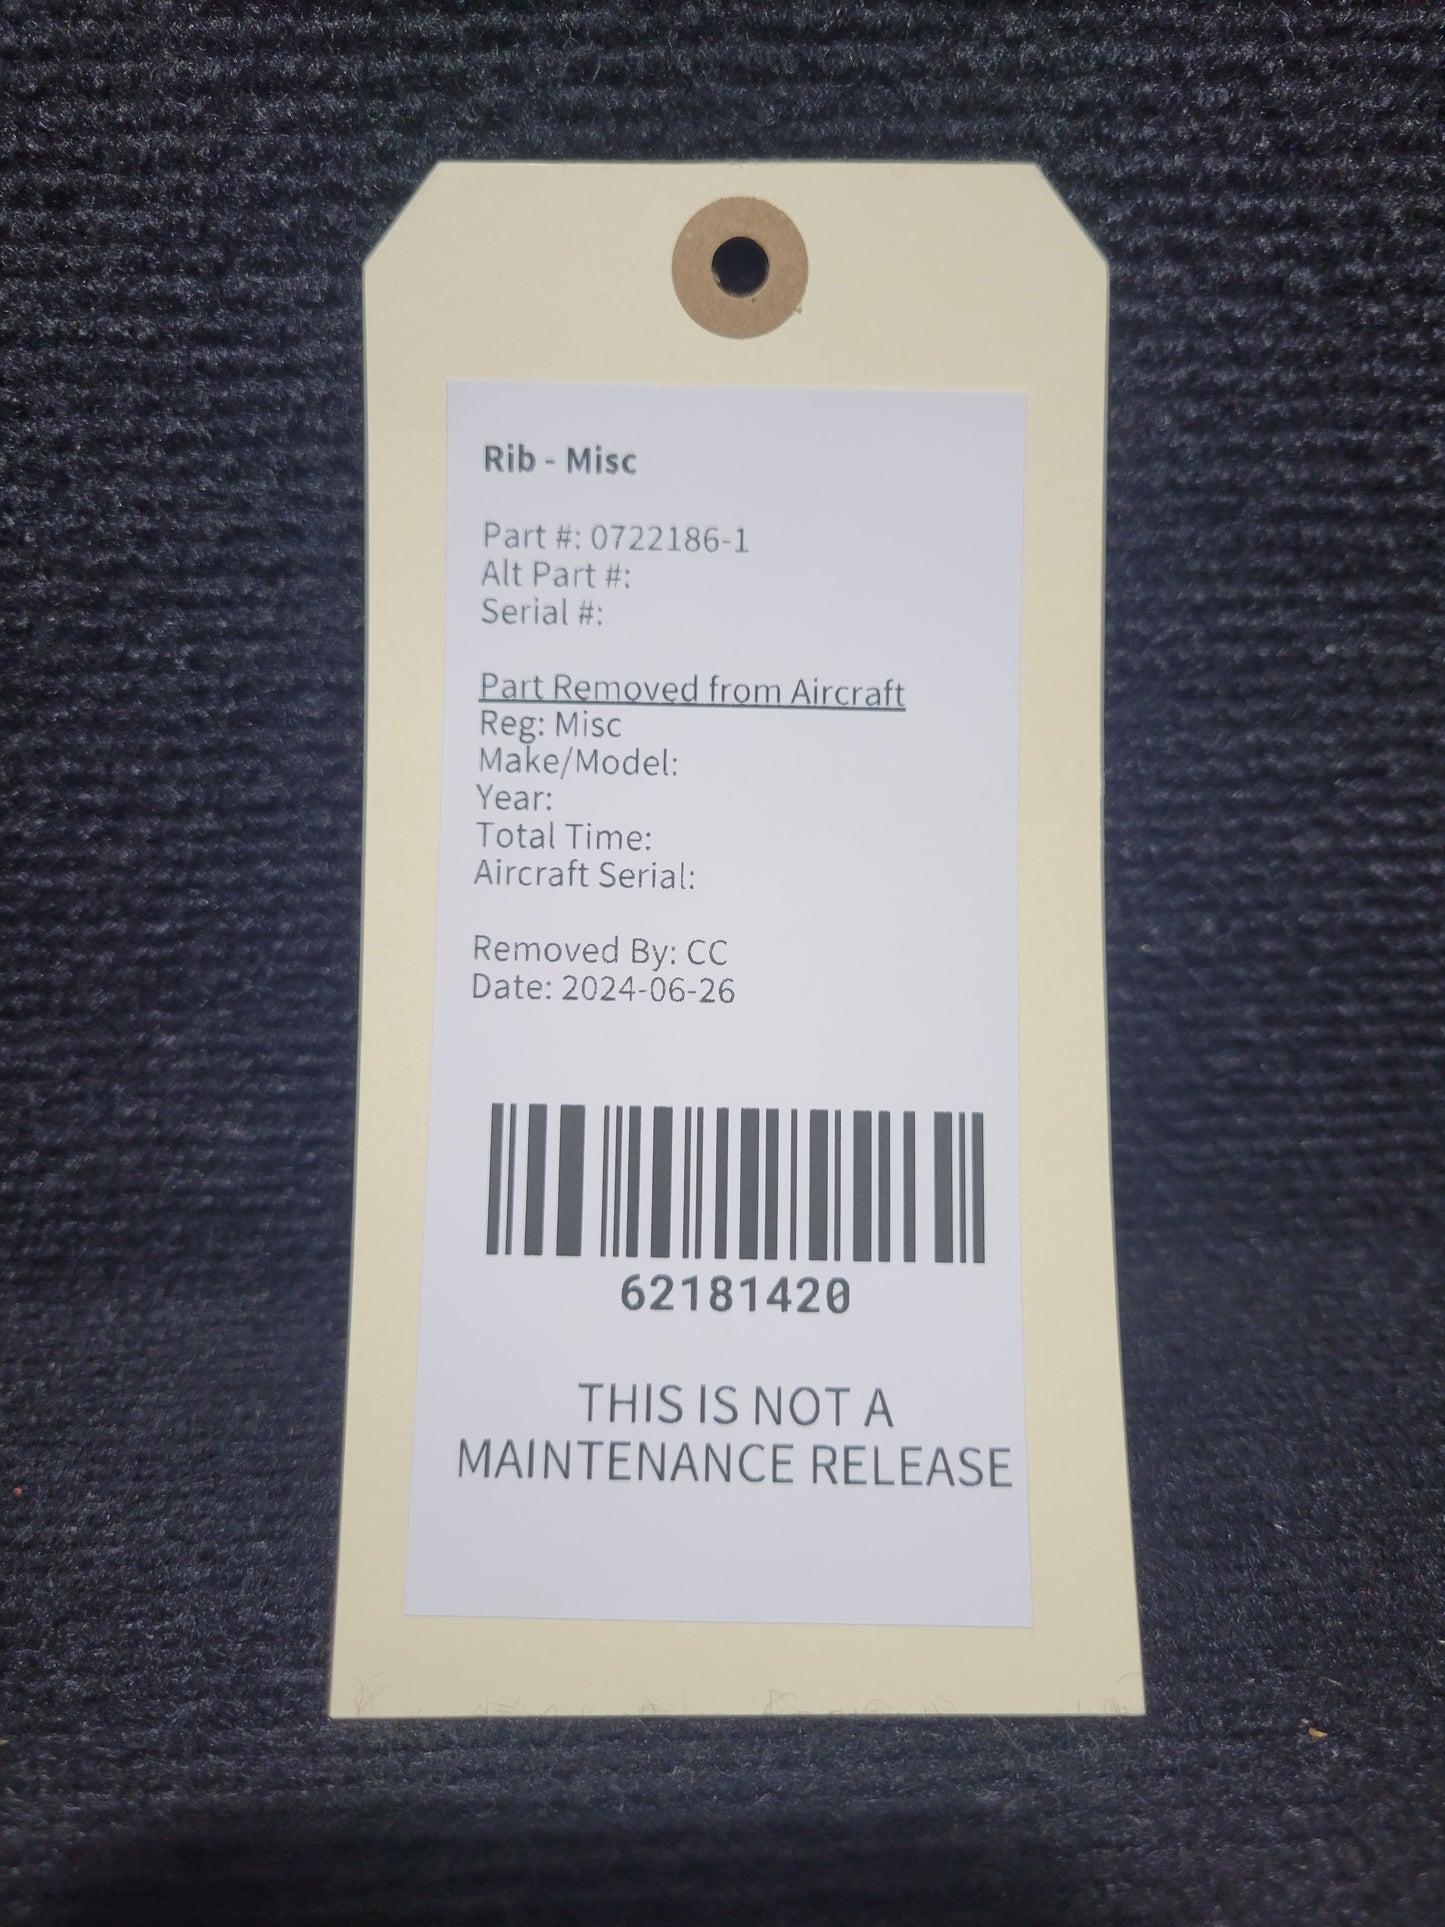 Rib - Misc
Part #: 0722186-1
Alt Part #:
Serial #:
Part Removed from Aircraft
Reg: Misc
Make/Model:
Year:
Total Time:
Aircraft Serial:
Removed By: CC
Date: 2024-06-26
62181420
THIS IS NOT A
MAINTENANCE RELEASE